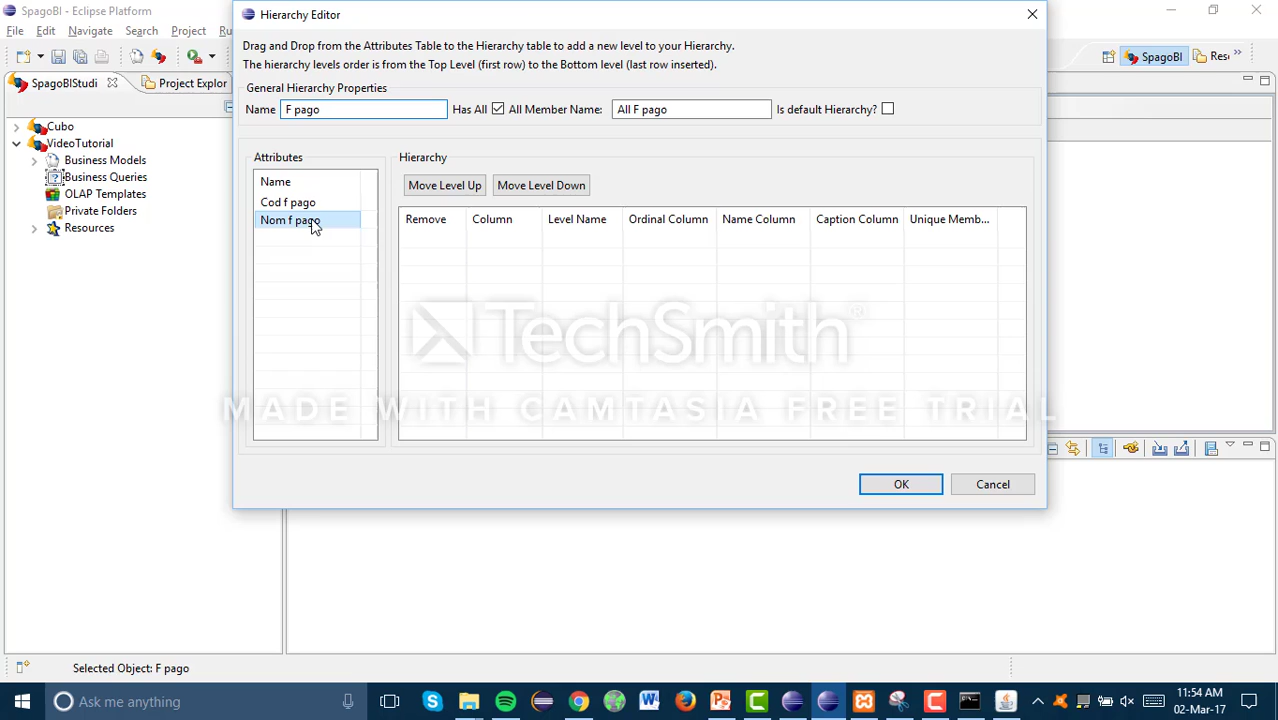 SpagoBI - Eclipse Platform
File Edit Navigate Search Project
SpagoBI Res
SpagoBIStudi Project Explor
Cubo
VideoTutorial
Business Models
Business Queries
OLAP Templates
Private Folders
Resources
Hierarchy Editor
Drag and Drop from the Attributes Table to the Hierarchy table to add a new level to your Hierarchy.
The hierarchy levels order is from the Top Level (first row) to the Bottom level (last row inserted).
General Hierarchy Properties
Name F pago Has All All Member Name: All F pago Is default Hierarchy?
Attributes
Name
Cod f pago
Nom f pago
Hierarchy
Move Level Up Move Level Down
Remove Column Level Name Ordinal Column Name Column Caption Column Unique Memb...
TechSmith®
MADE WITH CAMTASIA FREE TRIAL
OK Cancel
Selected Object: F pago
Ask me anything
11:54 AM
02-Mar-17